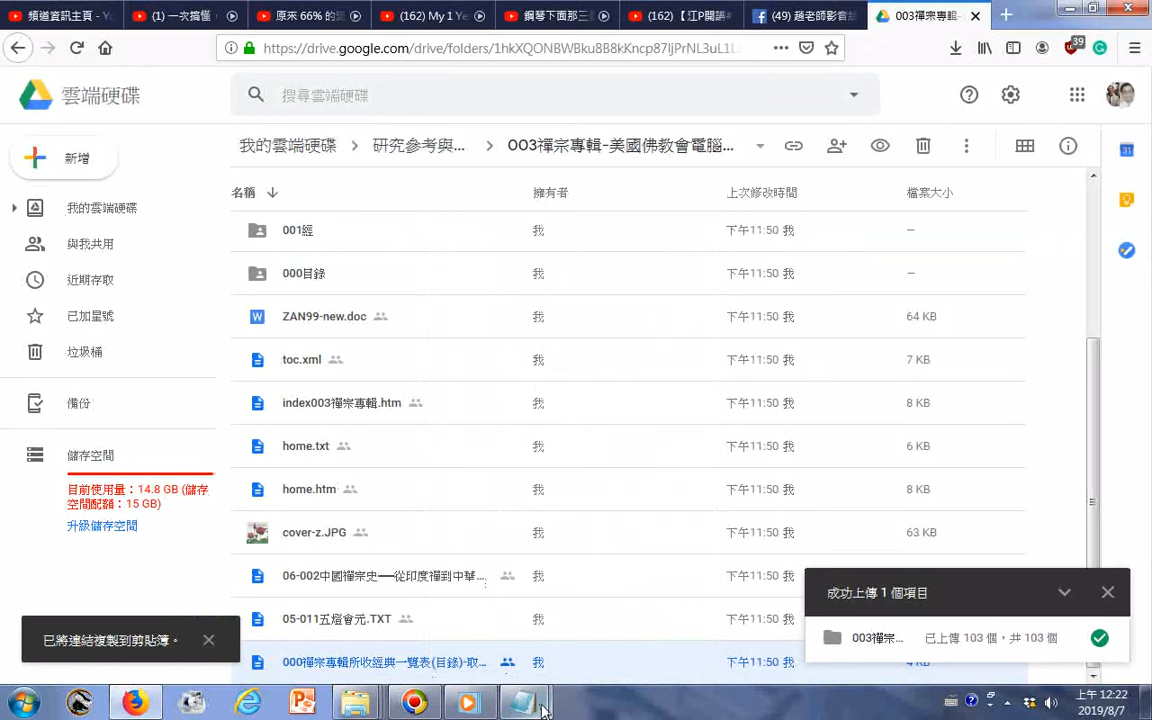 頻道資訊主頁 - Yo
(1) 一次搞懂
原來 66% 的
(162) My 1 Ye
鋼琴下面那三
(162) 【江P開講
(49) 趙老師影音
003禪宗專輯-
https://drive.google.com/drive/folders/1hkXQONBWBku8B8kKncp87IjPrNL3uL1L
39
雲端硬碟
搜尋雲端硬碟
新增
我的雲端硬碟 > 研究參考與... > 003禪宗專輯-美國佛教會電腦...
名稱 擁有者 上次修改時間 檔案大小
我的雲端硬碟
與我共用
近期存取
已加星號
垃圾桶
備份
儲存空間
目前使用量：14.8 GB (儲存
空間配額：15 GB)
升級儲存空間
001經 我 下午11:50 我 —
000目錄 我 下午11:50 我 —
ZAN99-new.doc 我 下午11:50 我 64 KB
toc.xml 我 下午11:50 我 7 KB
index003禪宗專輯.htm 我 下午11:50 我 8 KB
home.txt 我 下午11:50 我 6 KB
home.htm 我 下午11:50 我 8 KB
cover-z.JPG 我 下午11:50 我 63 KB
06-002中國禪宗史──從印度禪到中華... 我 下午11:50 我
05-011五燈會元.TXT 我 下午11:50 我
000禪宗專輯所收經典一覽表(目錄)-取... 我 下午11:50 我 4 KB
成功上傳 1 個項目
003禪宗... 已上傳 103 個，共 103 個
已將連結複製到剪貼簿。
31
上午 12:22
2019/8/7